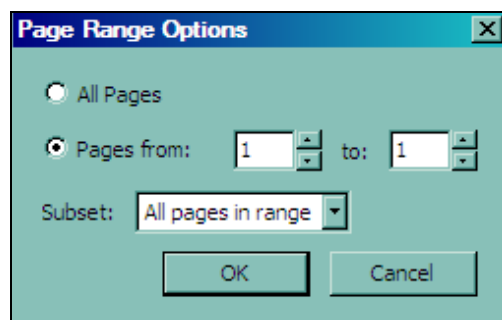 Page Range Options
All Pages
Pages from: 1 to: 1
Subset: All pages in range
OK Cancel